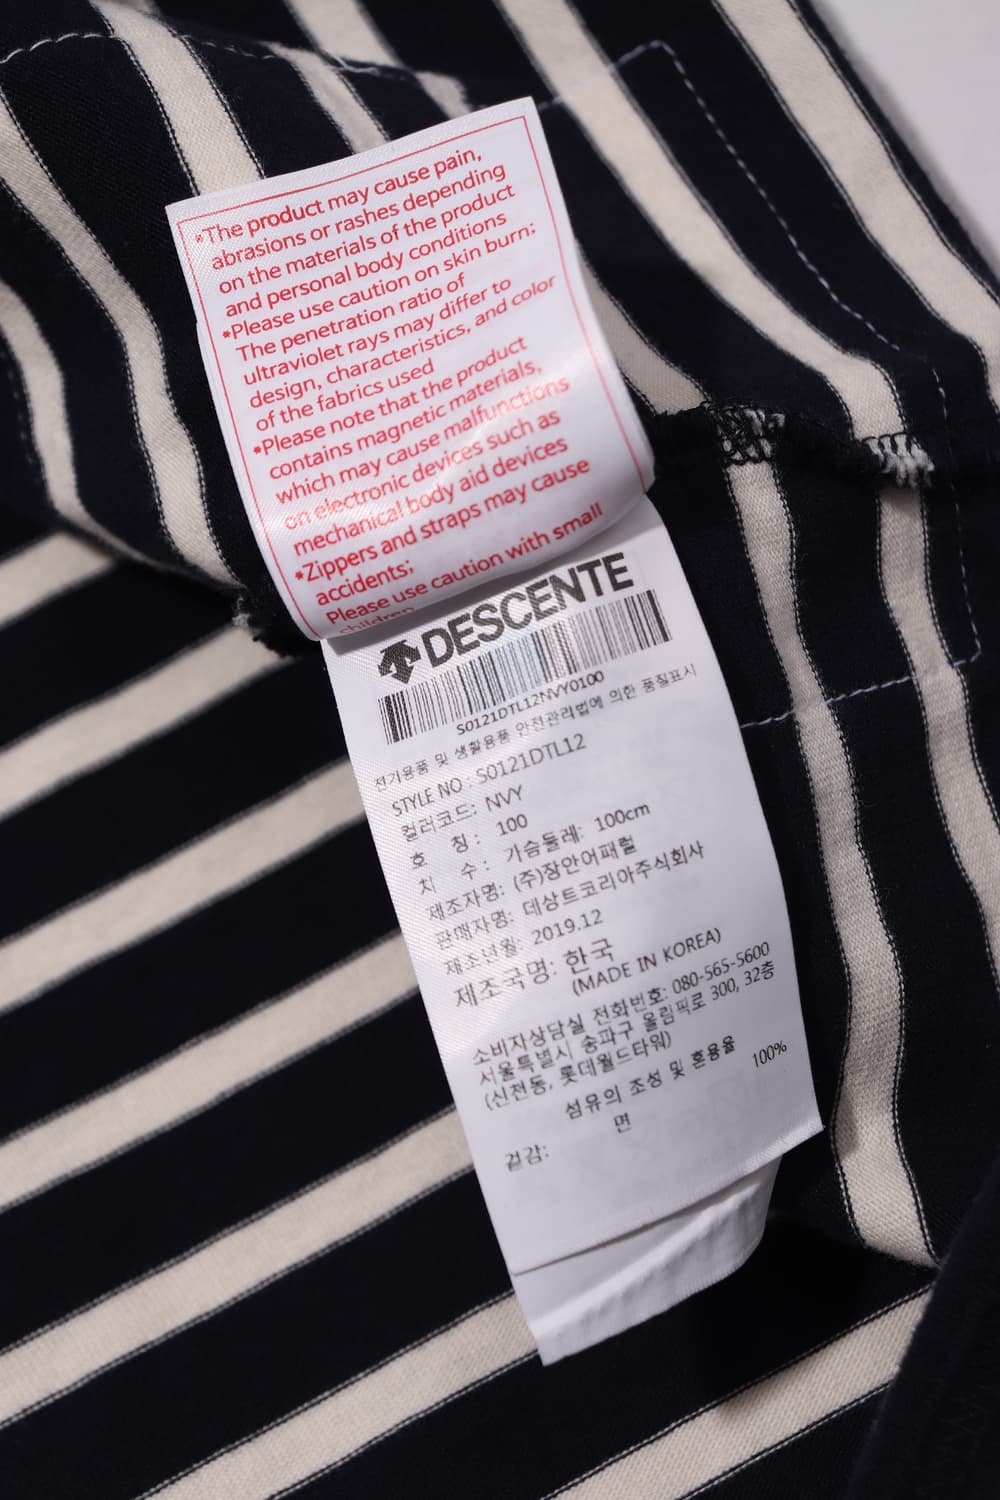 *The product may cause pain,
abrasions or rashes depending
on the materials of the product
and personal body conditions
*Please use caution on skin burn;
The penetration ratio of
ultraviolet rays may differ to
design, characteristics, and color
of the fabrics used
*Please note that the product
contains magnetic materials,
which may cause malfunctions
on electronic devices such as
mechanical body aid devices
*Zippers and straps may cause
accidents;
Please use caution with small
children
DESCENTE
S0121DTL12NVY0100
전기용품 및 생활용품 안전관리법에 의한 품질표시
STYLE NO : S0121DTL12
컬러코드: NVY
호 칭: 100
치 수: 가슴둘레: 100cm
제조자명: (주)장안어패럴
판매자명: 데상트코리아주식회사
제조년월: 2019.12
제조국명: 한국
(MADE IN KOREA)
소비자상담실 전화번호: 080-565-5600
서울특별시 송파구 올림픽로 300, 32층
(신천동, 롯데월드타워)
섬유의 조성 및 혼용율
겉감: 면 100%